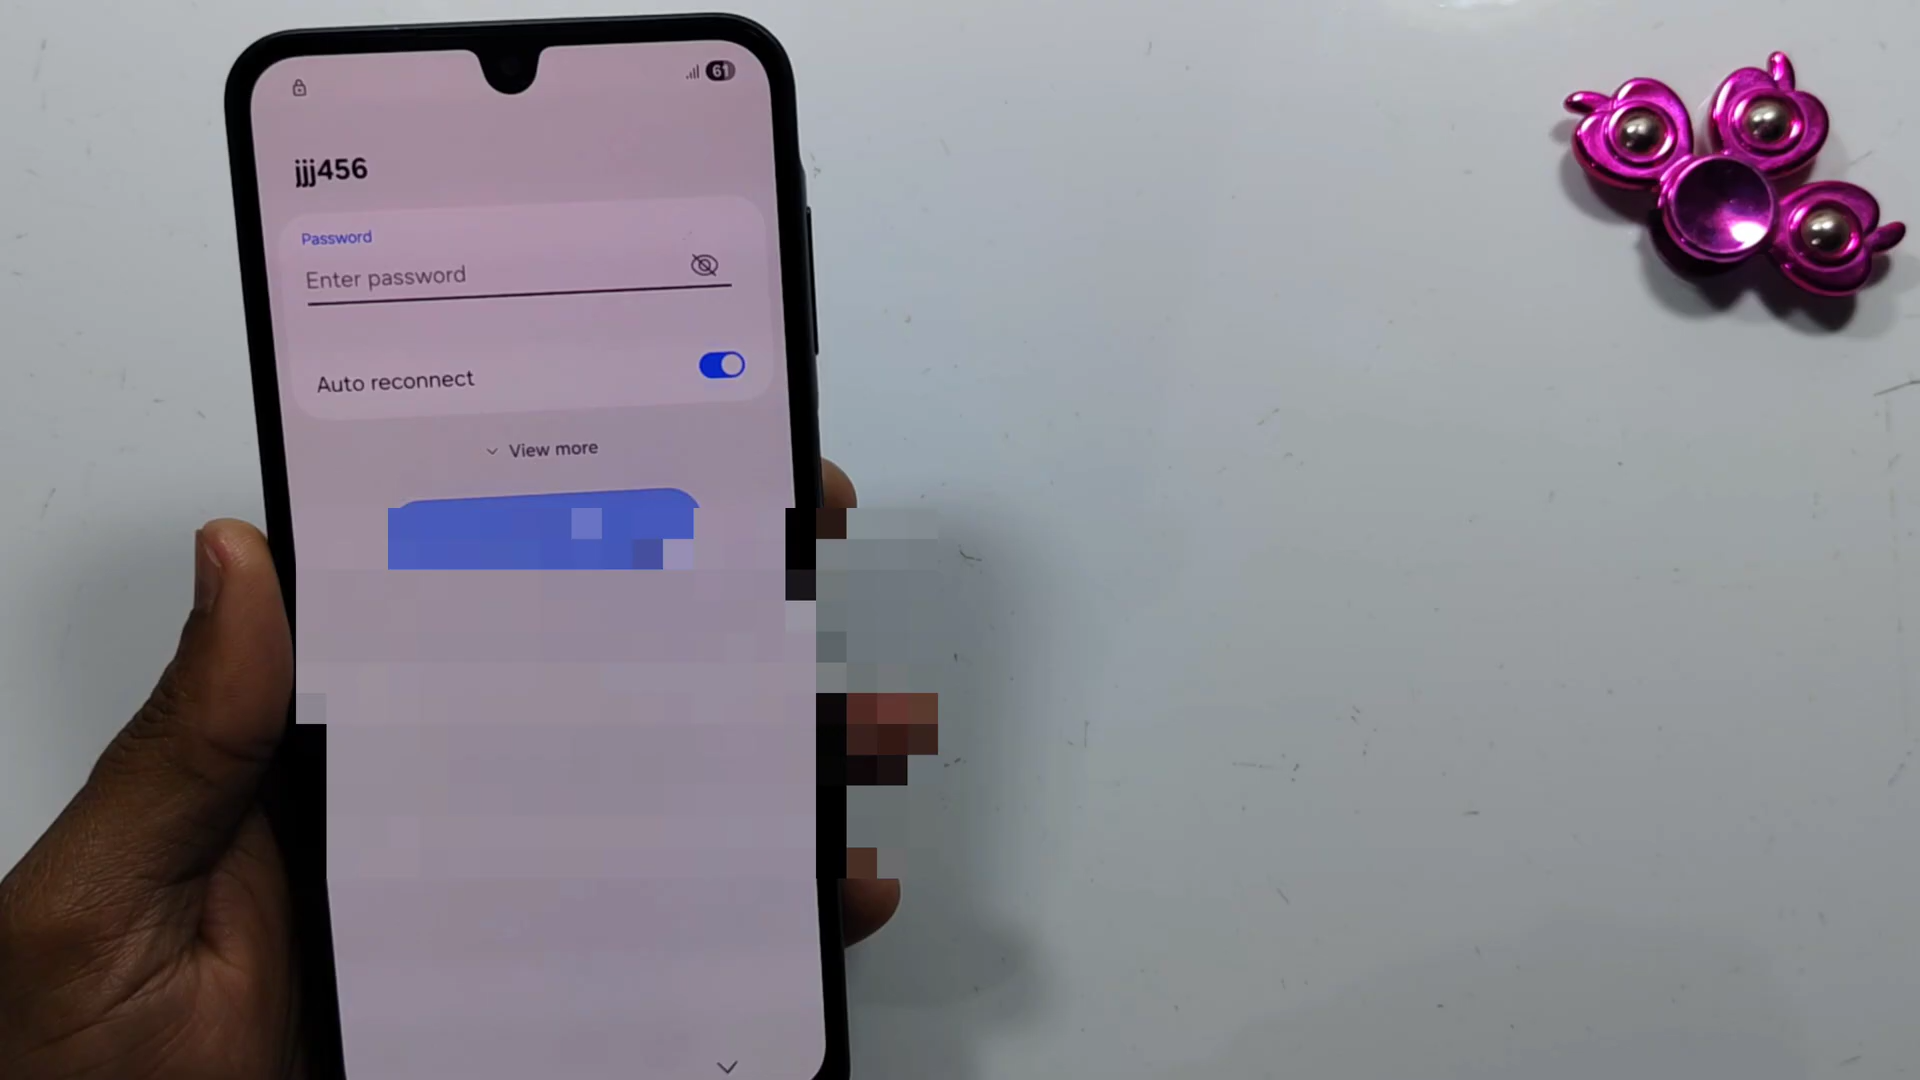 61
jjj456
Password
Enter password
Auto reconnect
View more